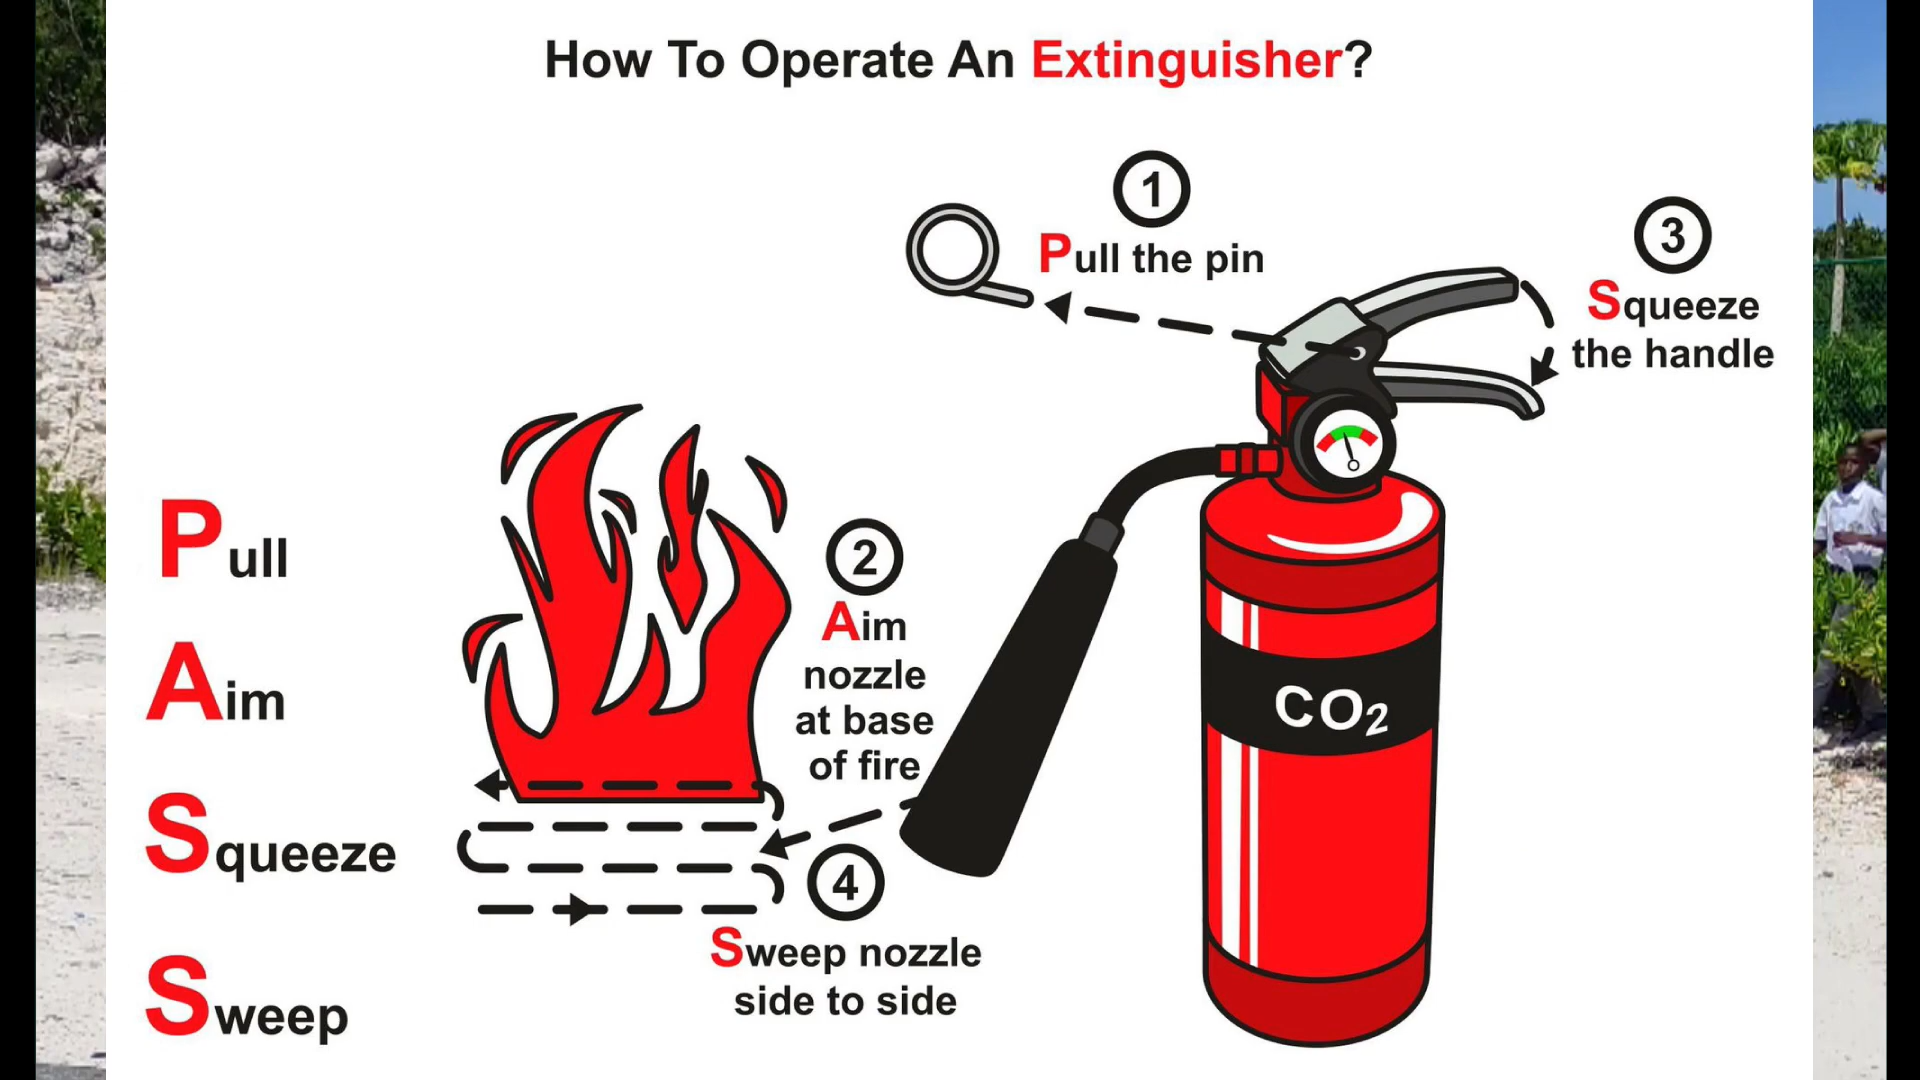 How To Operate An Extinguisher?
1
Pull the pin
3
Squeeze
the handle
2
Aim
nozzle
at base
of fire
4
Sweep nozzle
side to side
CO2
Pull
Aim
Squeeze
Sweep